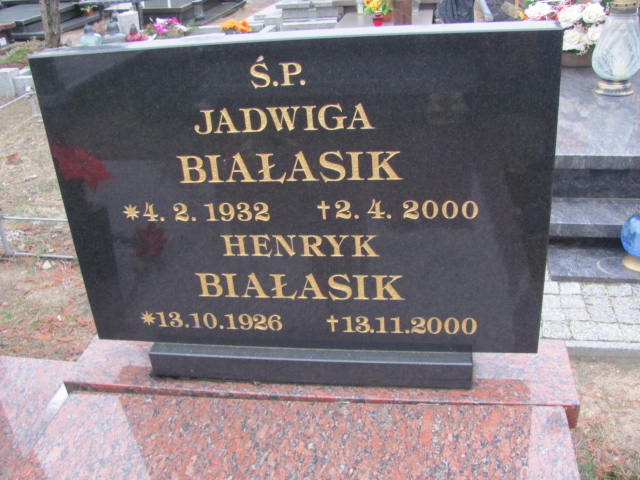 Ś.P.
JADWIGA
BIAŁASIK
*4. 2. 1932 †2. 4. 2000
HENRYK
BIAŁASIK
*13.10.1926 †13.11.2000